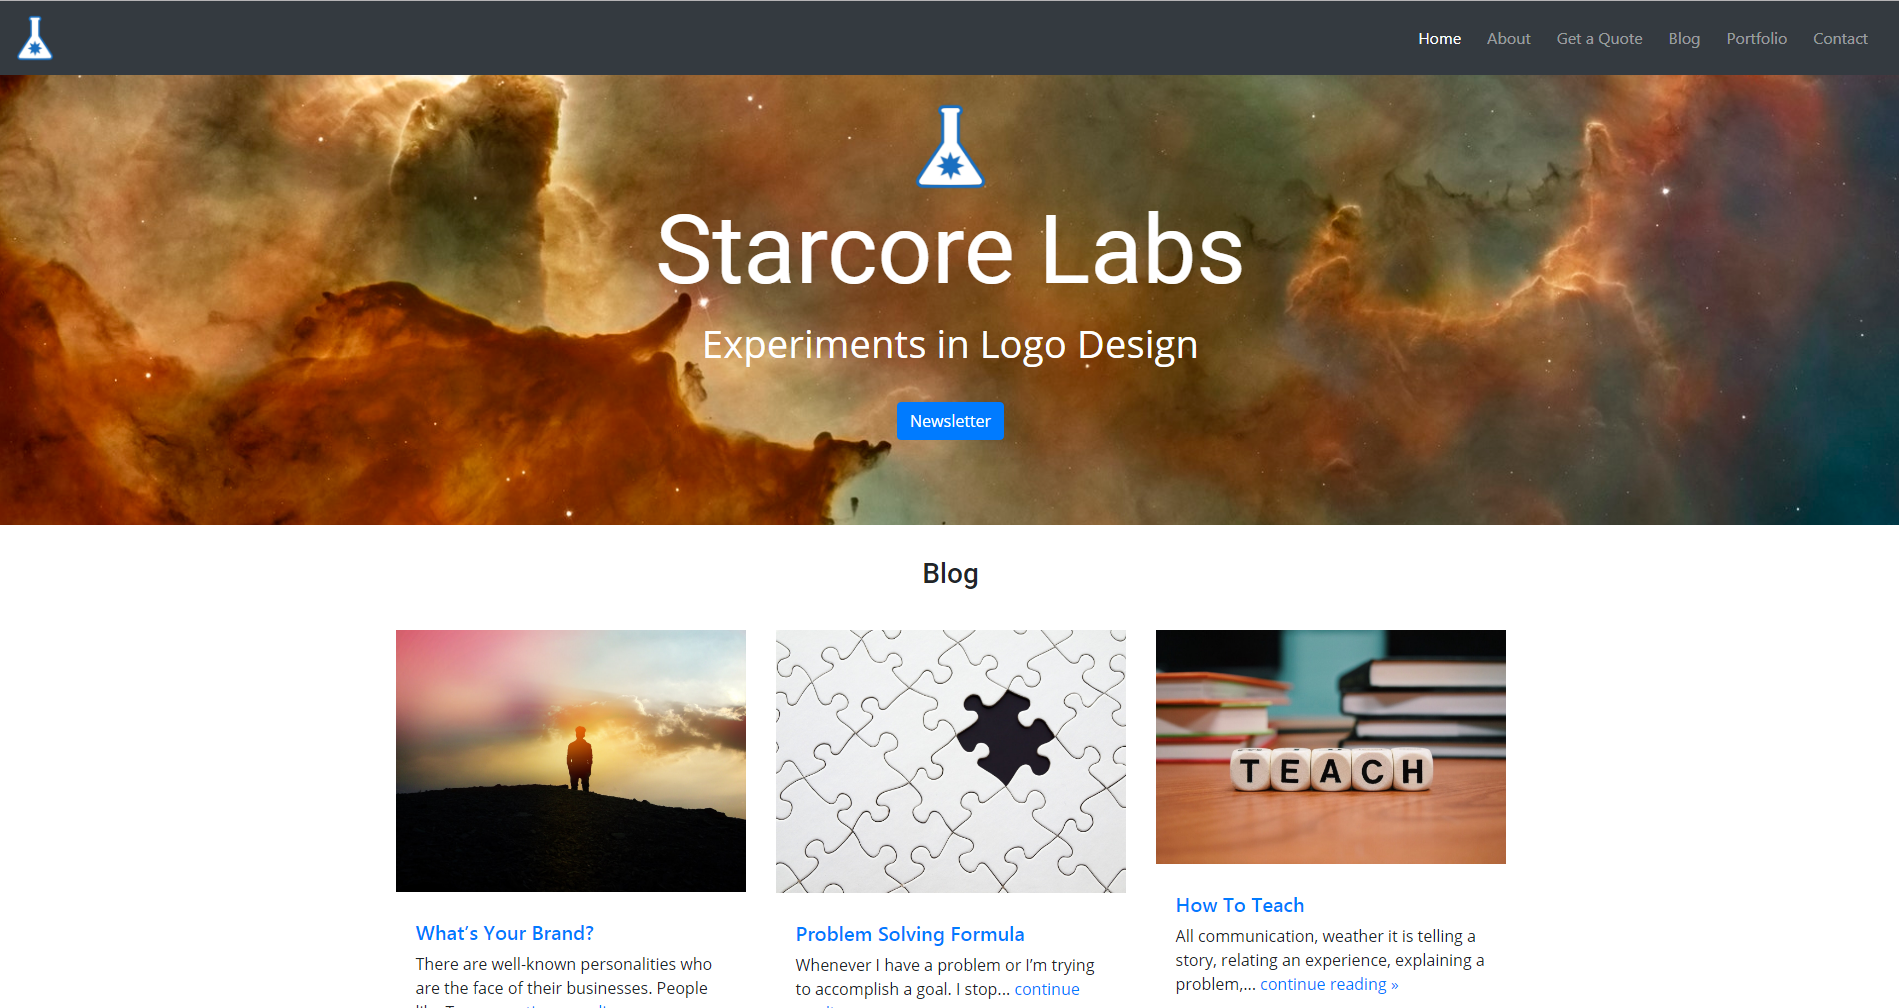 Home About Get a Quote Blog Portfolio Contact
Starcore Labs
Experiments in Logo Design
Newsletter
Blog
TEACH
What's Your Brand?
There are well-known personalities who
are the face of their businesses. People
Problem Solving Formula
Whenever I have a problem or I'm trying
to accomplish a goal. I stop... continue
How To Teach
All communication, weather it is telling a
story, relating an experience, explaining a
problem,... continue reading »